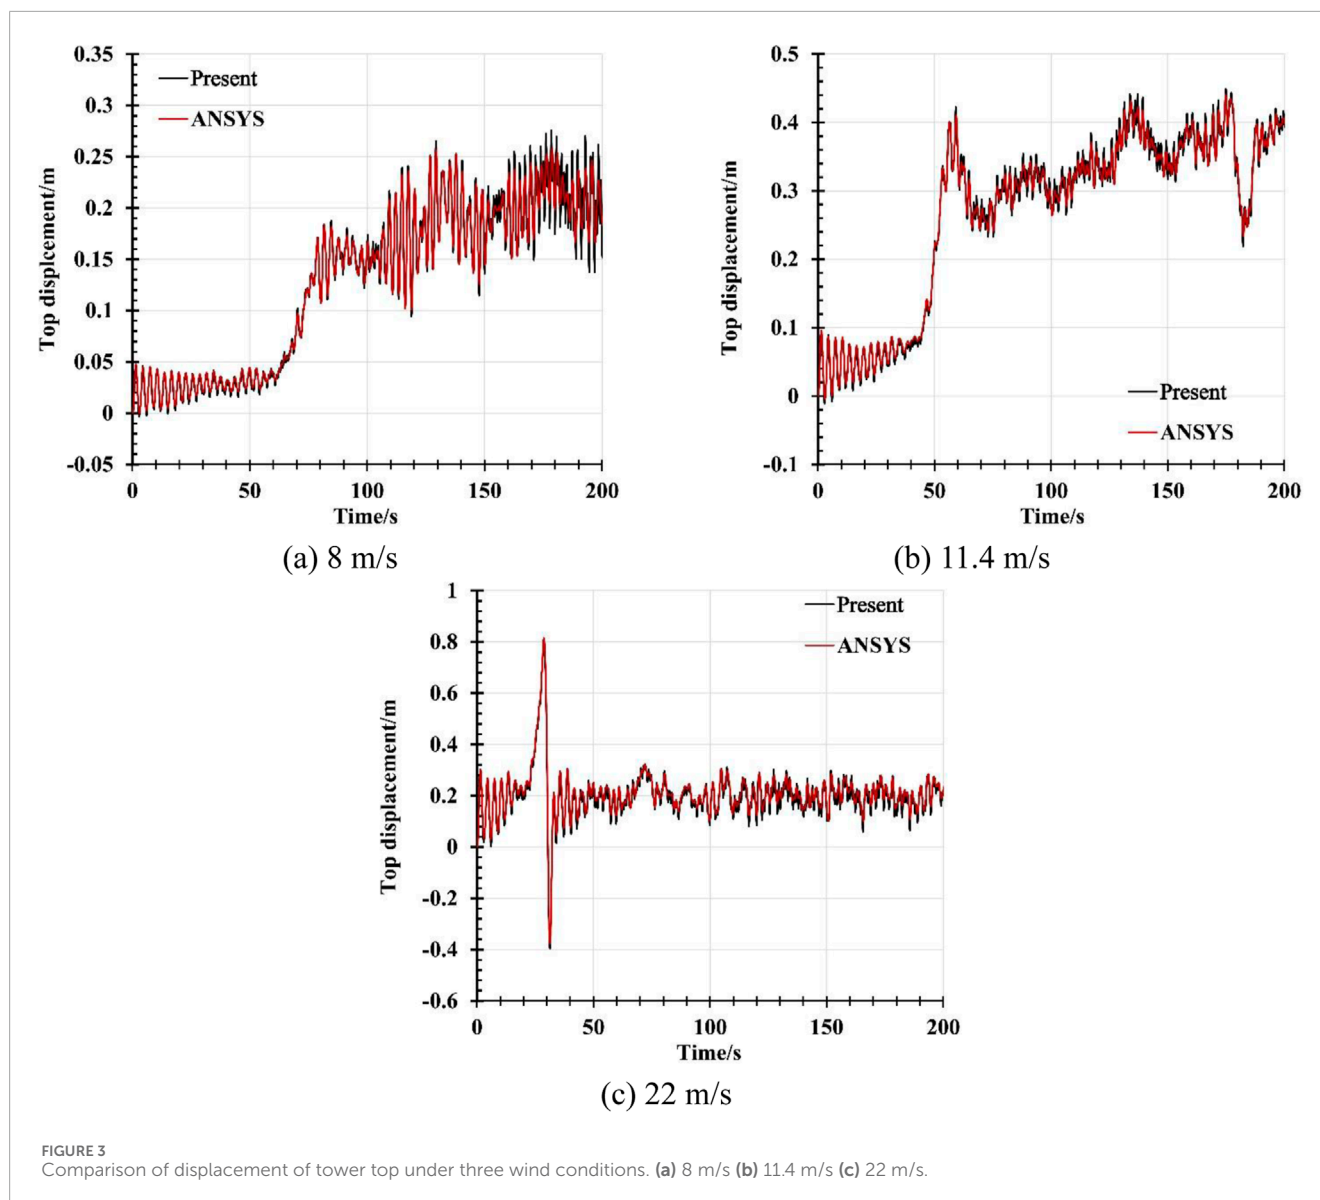 0.35
0.3
0.25
0.2
0.15
0.1
0.05
0
-0.05
Top displcement/m
Present
ANSYS
0 50 100 150 200
Time/s
(a) 8 m/s
0.5
0.4
0.3
0.2
0.1
0
-0.1
Top displacement/m
Present
ANSYS
0 50 100 150 200
Time/s
(b) 11.4 m/s
1
0.8
0.6
0.4
0.2
0
-0.2
-0.4
-0.6
Top displacement/m
Present
ANSYS
0 50 100 150 200
Time/s
(c) 22 m/s
FIGURE 3
Comparison of displacement of tower top under three wind conditions. (a) 8 m/s (b) 11.4 m/s (c) 22 m/s.